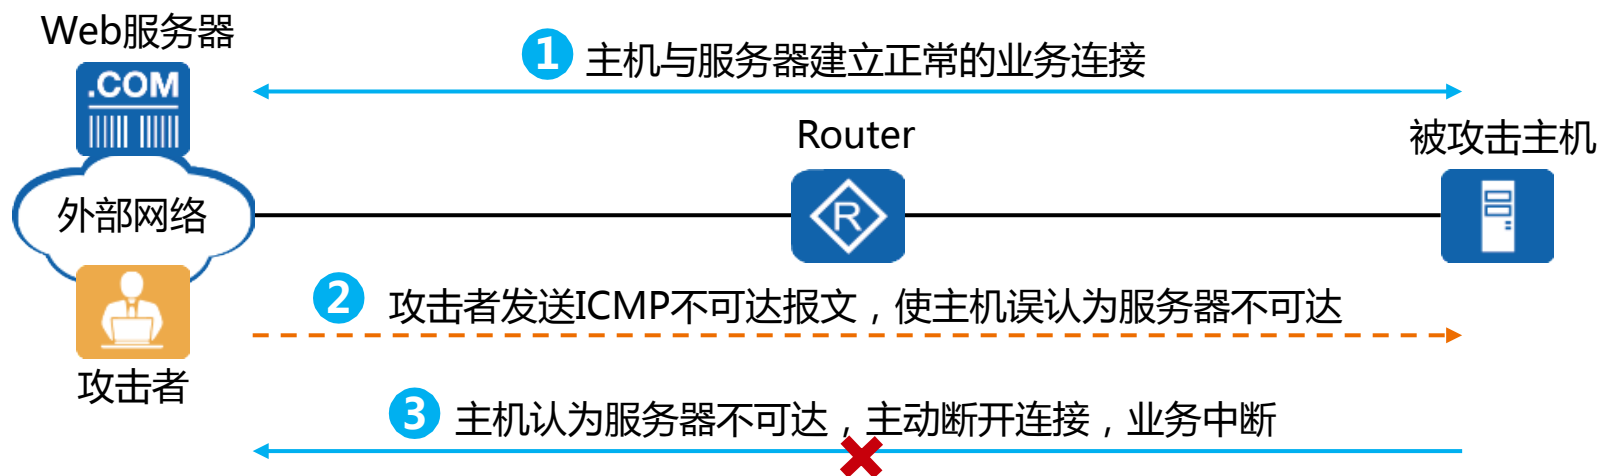 Web服务器
1 主机与服务器建立正常的业务连接
.COM
Router
被攻击主机
外部网络
R
2 攻击者发送ICMP不可达报文，使主机误认为服务器不可达
攻击者
3 主机认为服务器不可达，主动断开连接，业务中断